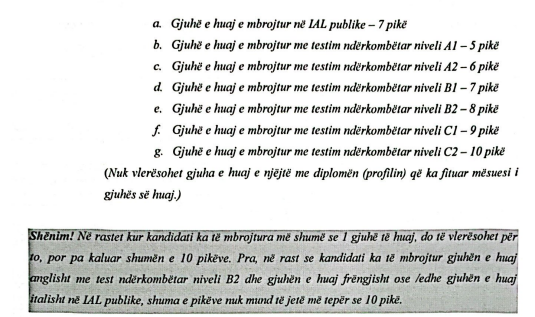 a. Gjuhë e huaj e mbrojtur në IAL publike – 7 pikë
b. Gjuhë e huaj e mbrojtur me testim ndërkombëtar niveli A1 – 5 pikë
c. Gjuhë e huaj e mbrojtur me testim ndërkombëtar niveli A2 – 6 pikë
d. Gjuhë e huaj e mbrojtur me testim ndërkombëtar niveli B1 – 7 pikë
e. Gjuhë e huaj e mbrojtur me testim ndërkombëtar niveli B2 – 8 pikë
f. Gjuhë e huaj e mbrojtur me testim ndërkombëtar niveli C1 – 9 pikë
g. Gjuhë e huaj e mbrojtur me testim ndërkombëtar niveli C2 – 10 pikë
(Nuk vlerësohet gjuha e huaj e njëjtë me diplomën (profilin) që ka fituar mësuesi i
gjuhës së huaj.)
Shënim! Në rastet kur kandidati ka të mbrojtura më shumë se 1 gjuhë të huaj, do të vlerësohet për
to, por pa kaluar shumën e 10 pikëve. Pra, në rast se kandidati ka të mbrojtur gjuhën e huaj
anglisht me test ndërkombëtar niveli B2 dhe gjuhën e huaj frëngjisht ose /edhe gjuhën e huaj
italisht në IAL publike, shuma e pikëve nuk mund të jetë më tepër se 10 pikë.